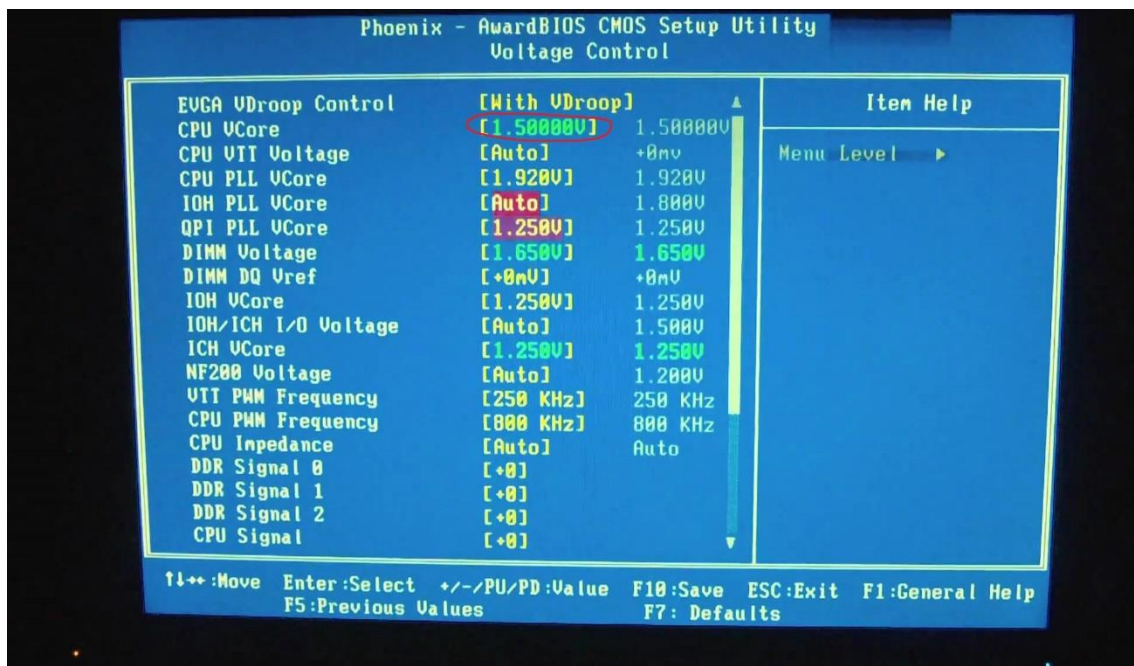 Phoenix - AwardBIOS CMOS Setup Utility
Voltage Control
EVGA VDroop Control [With VDroop]
CPU VCore [1.50000V] 1.50000V
CPU VTT Voltage [Auto] +0mv
CPU PLL VCore [1.920V] 1.920V
IOH PLL VCore [Auto] 1.800V
QPI PLL VCore [1.250V] 1.250V
DIMM Voltage [1.650V] 1.650V
DIMM DQ Vref [+0mV] +0mV
IOH VCore [1.250V] 1.250V
IOH/ICH I/O Voltage [Auto] 1.500V
ICH VCore [1.250V] 1.250V
NF200 Voltage [Auto] 1.200V
VTT PWM Frequency [250 KHz] 250 KHz
CPU PWM Frequency [800 KHz] 800 KHz
CPU Impedance [Auto] Auto
DDR Signal 0 [+0]
DDR Signal 1 [+0]
DDR Signal 2 [+0]
CPU Signal [+0]
Item Help
Menu Level ▶
↑↓→←:Move Enter:Select +/-/PU/PD:Value F10:Save ESC:Exit F1:General Help
F5:Previous Values F7: Defaults